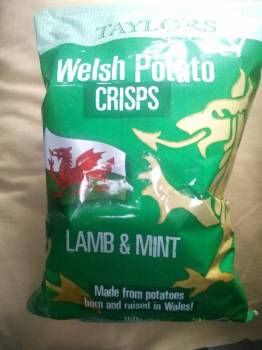 TAYLORS
Welsh Potato
CRISPS
LAMB & MINT
Made from potatoes
born and raised in Wales!